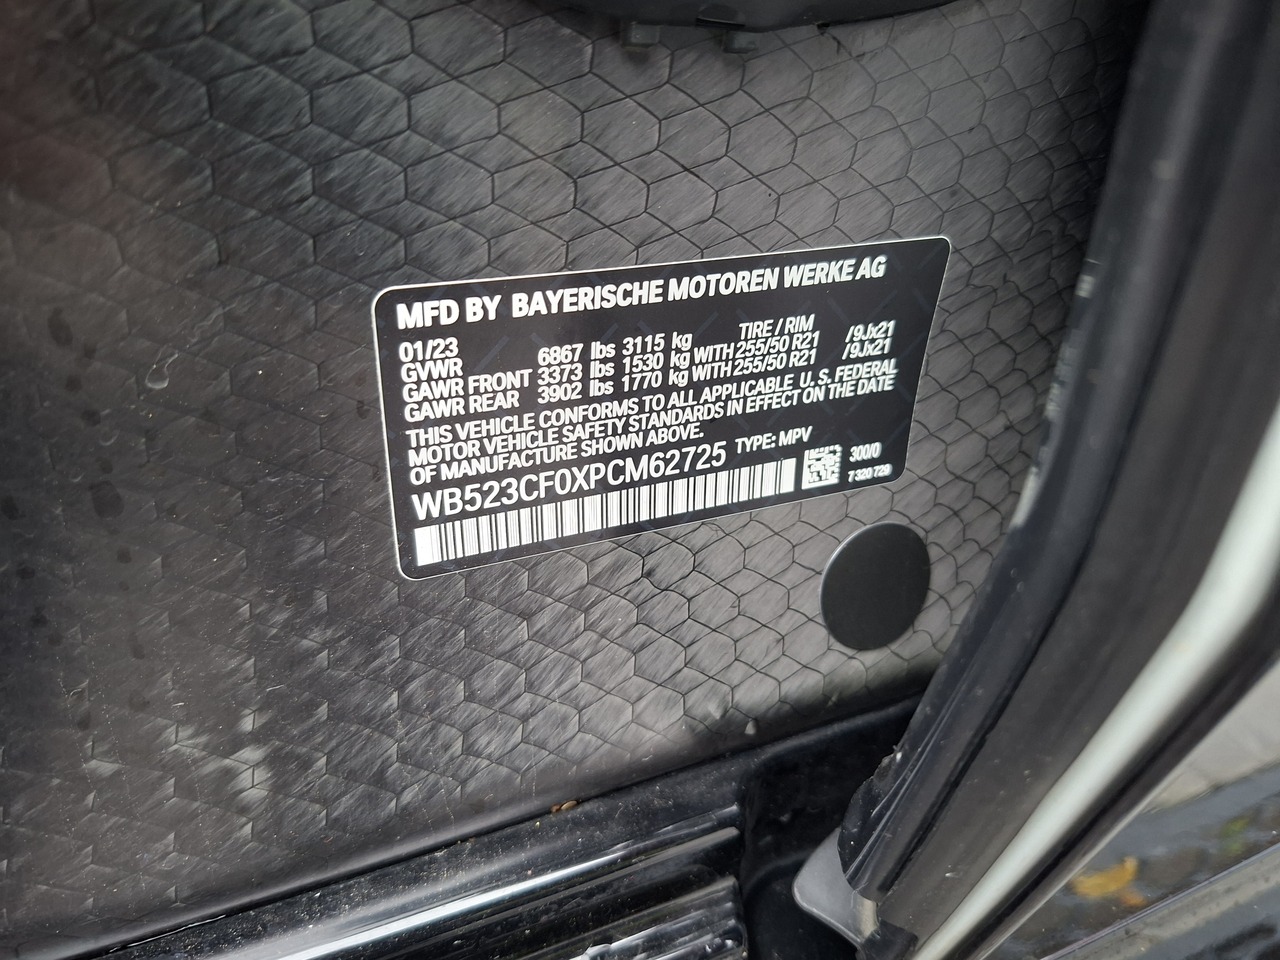 MFD BY BAYERISCHE MOTOREN WERKE AG
01/23 TIRE / RIM
GVWR 6867 lbs 3115 kg
GAWR FRONT 3373 lbs 1530 kg WITH 255/50 R21 /9Jx21
GAWR REAR 3902 lbs 1770 kg WITH 255/50 R21 /9Jx21
THIS VEHICLE CONFORMS TO ALL APPLICABLE U. S. FEDERAL
MOTOR VEHICLE SAFETY STANDARDS IN EFFECT ON THE DATE
OF MANUFACTURE SHOWN ABOVE.
WB523CF0XPCM62725 TYPE: MPV
300/0
7 320 729